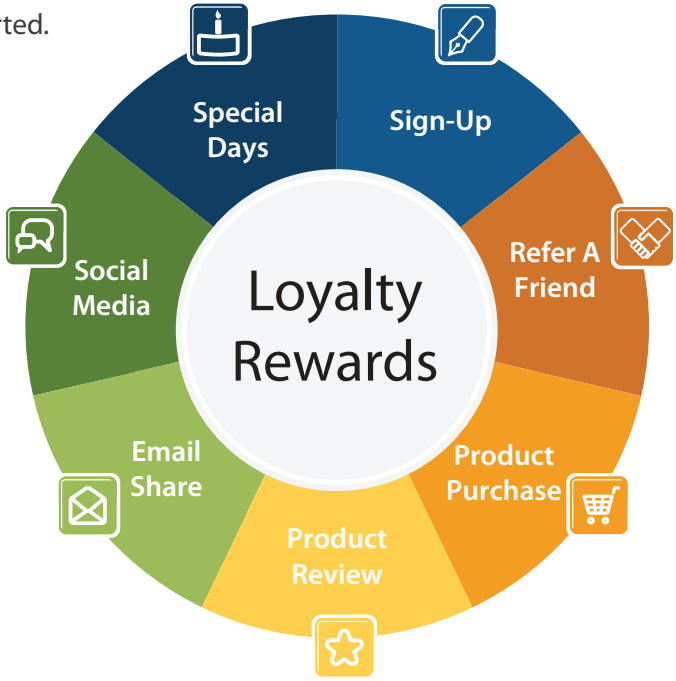 rted.
Special
Days
Sign-Up
Refer A
Friend
Product
Purchase
Product
Review
Email
Share
Social
Media
Loyalty
Rewards